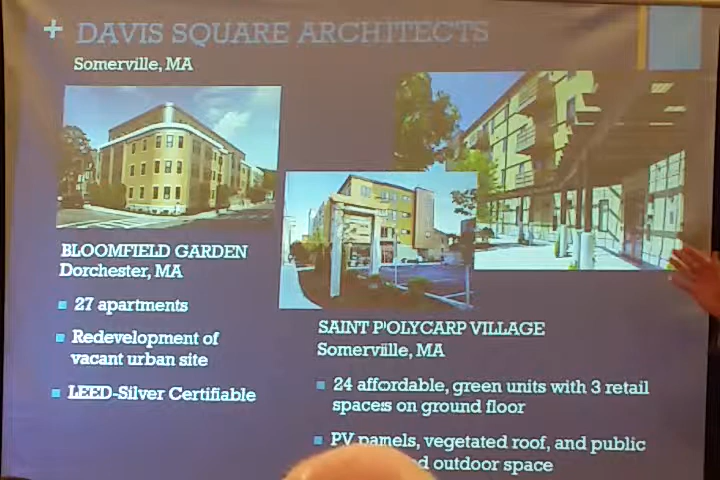 + DAVIS SQUARE ARCHITECTS
Somerville, MA
BLOOMFIELD GARDEN
Dorchester, MA
27 apartments
Redevelopment of
vacant urban site
LEED-Silver Certifiable
SAINT POLYCARP VILLAGE
Somerville, MA
24 affordable, green units with 3 retail
spaces on ground floor
PV panels, vegetated roof, and public
outdoor space